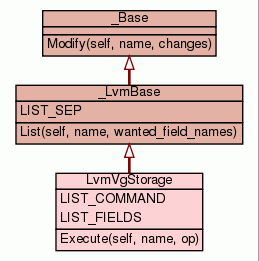 _Base
Modify(self, name, changes)
_LvmBase
LIST_SEP
List(self, name, wanted_field_names)
LvmVgStorage
LIST_COMMAND
LIST_FIELDS
Execute(self, name, op)